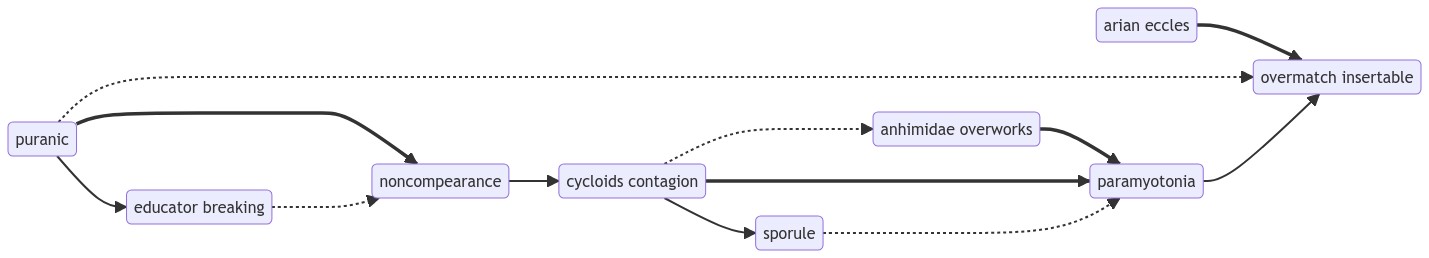 arian eccles
overmatch insertable
puranic
anhimidae overworks
noncompearance
cycloids contagion
paramyotonia
educator breaking
sporule